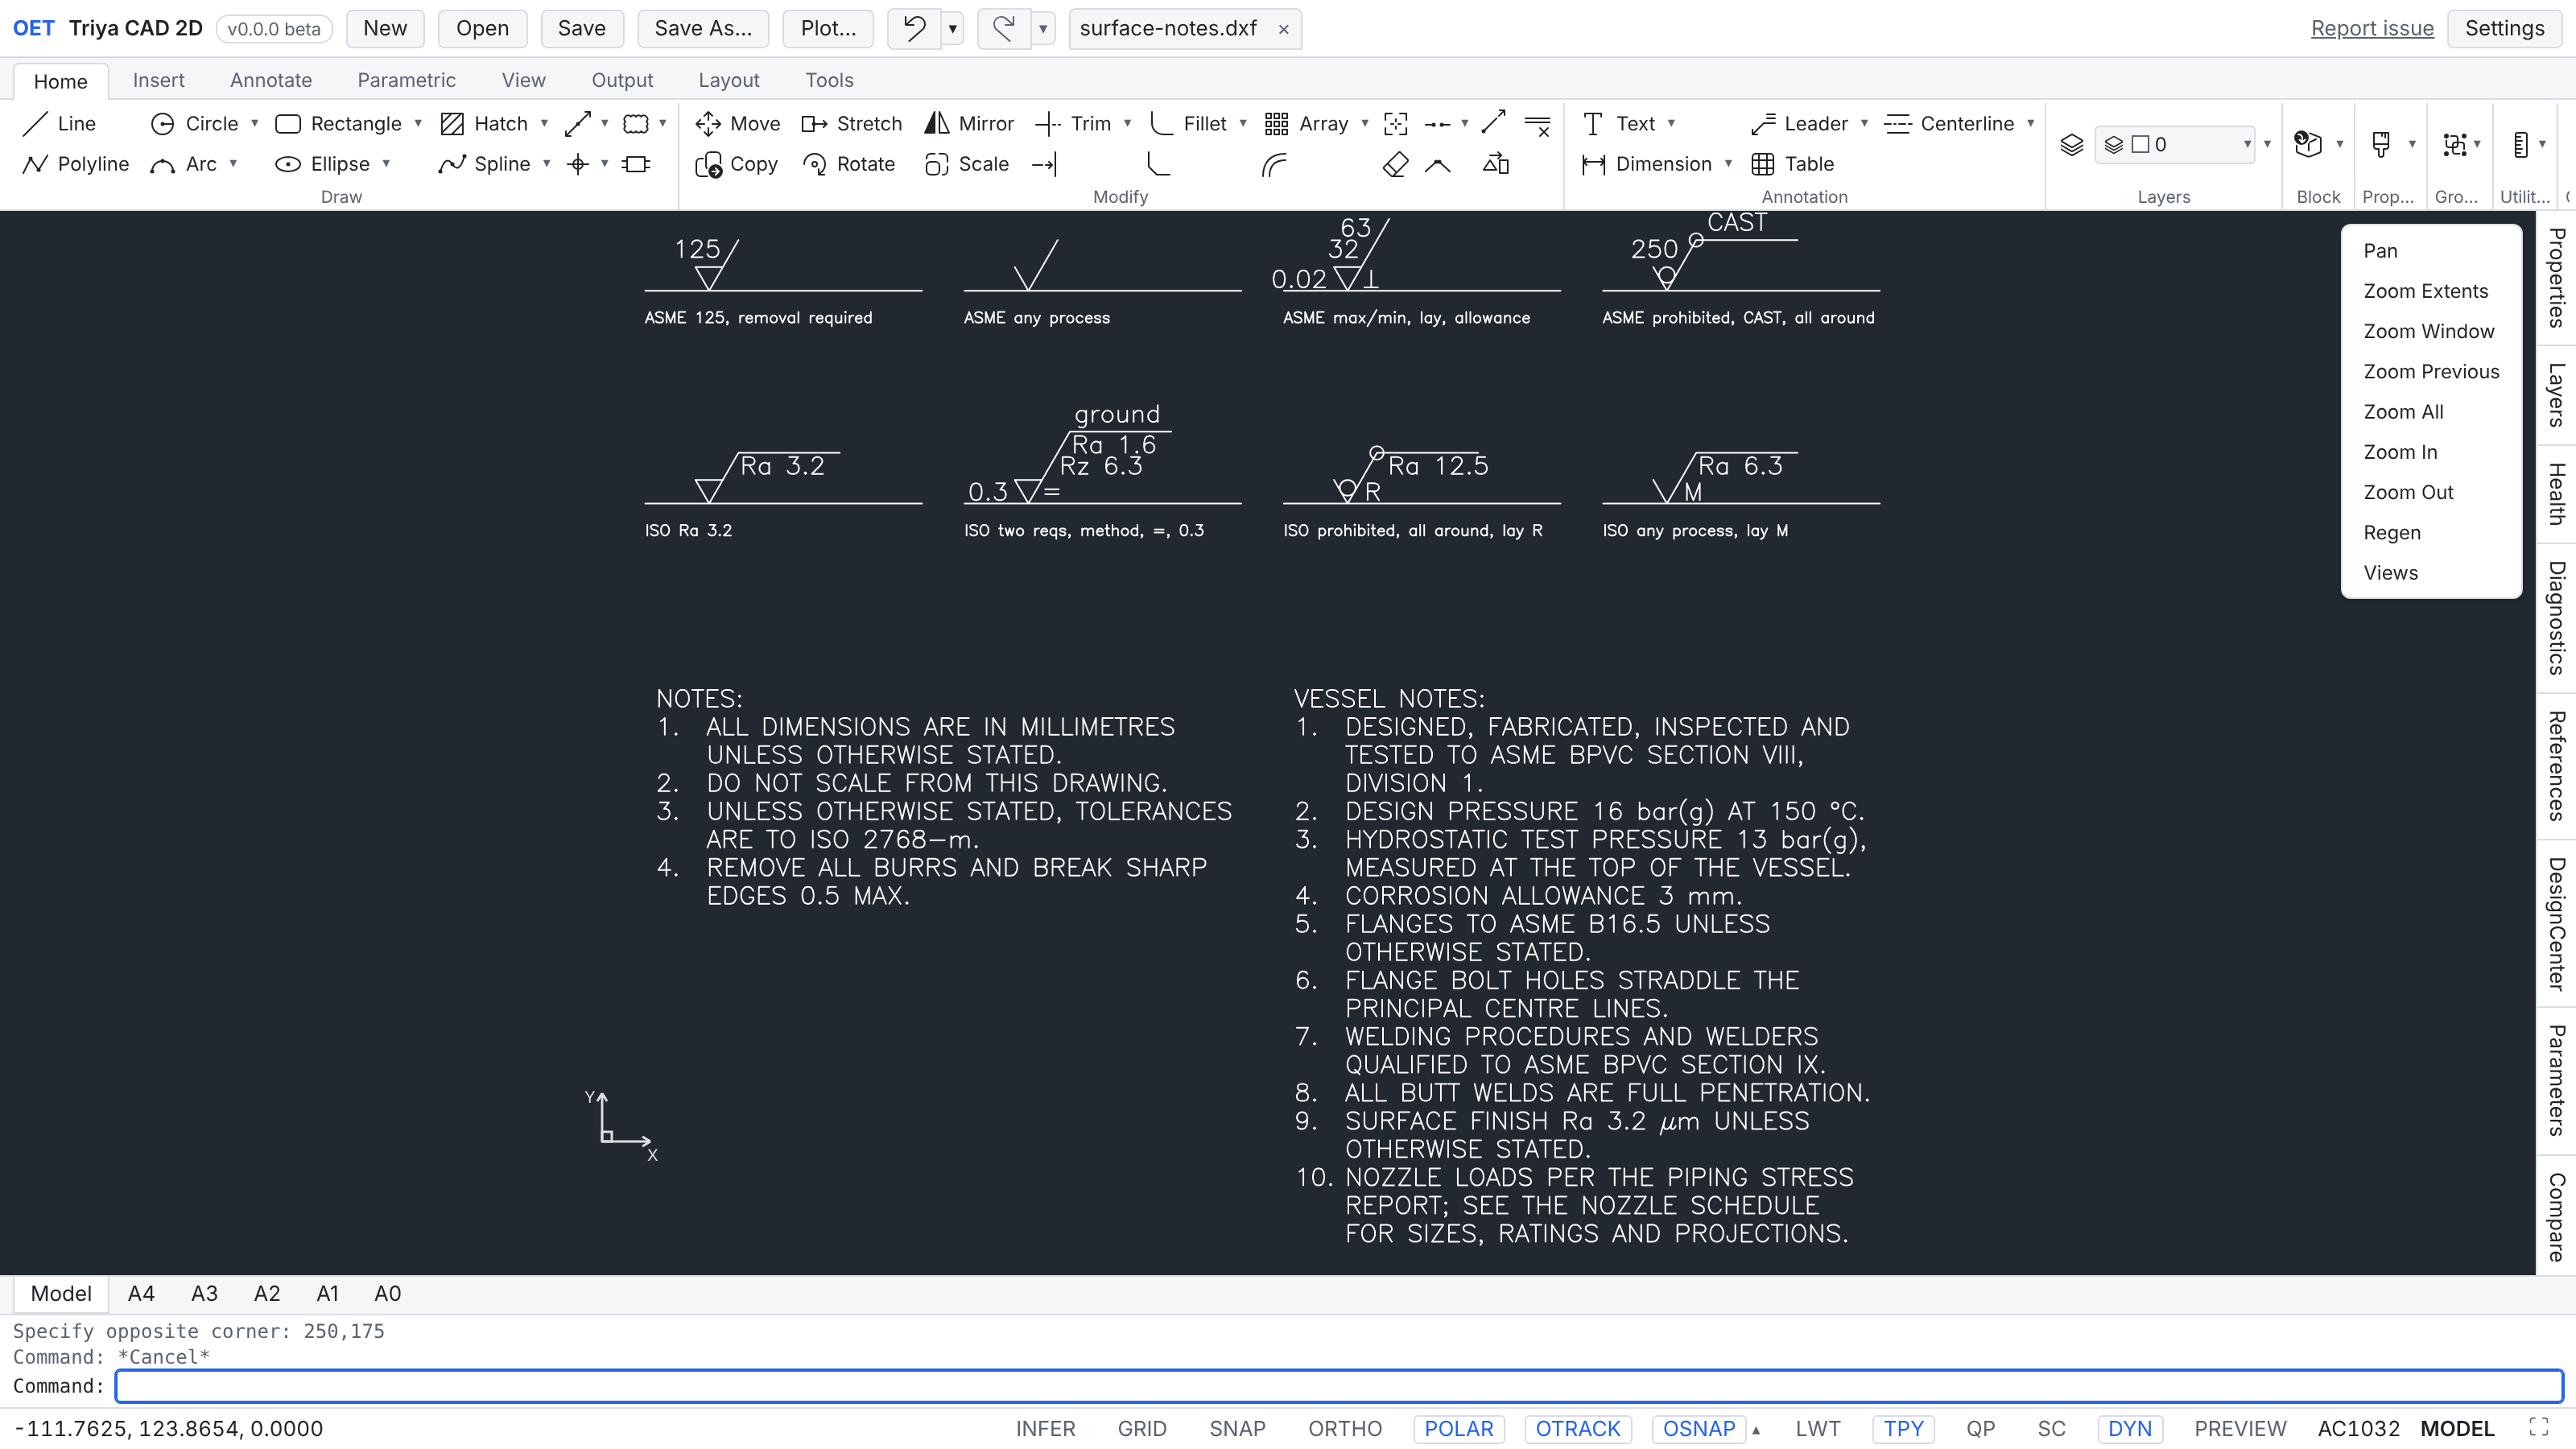 OET Triya CAD 2D v0.0.0 beta New Open Save Save As... Plot... surface-notes.dxf × Report issue Settings
Home Insert Annotate Parametric View Output Layout Tools
Line Circle Rectangle Hatch Move Stretch Mirror Trim Fillet Array Text Leader Centerline
Polyline Arc Ellipse Spline Copy Rotate Scale Dimension Table 0
Draw Modify Annotation Layers Block Prop... Gro... Utilit...
125
63
32
0.02 ⊥
250 CAST
ASME 125, removal required
ASME any process
ASME max/min, lay, allowance
ASME prohibited, CAST, all around
Ra 3.2
ground
Ra 1.6
Rz 6.3
0.3 =
Ra 12.5
R
Ra 6.3
M
ISO Ra 3.2
ISO two reqs, method, =, 0.3
ISO prohibited, all around, lay R
ISO any process, lay M
NOTES:
1. ALL DIMENSIONS ARE IN MILLIMETRES
UNLESS OTHERWISE STATED.
2. DO NOT SCALE FROM THIS DRAWING.
3. UNLESS OTHERWISE STATED, TOLERANCES
ARE TO ISO 2768-m.
4. REMOVE ALL BURRS AND BREAK SHARP
EDGES 0.5 MAX.
VESSEL NOTES:
1. DESIGNED, FABRICATED, INSPECTED AND
TESTED TO ASME BPVC SECTION VIII,
DIVISION 1.
2. DESIGN PRESSURE 16 bar(g) AT 150 °C.
3. HYDROSTATIC TEST PRESSURE 13 bar(g),
MEASURED AT THE TOP OF THE VESSEL.
4. CORROSION ALLOWANCE 3 mm.
5. FLANGES TO ASME B16.5 UNLESS
OTHERWISE STATED.
6. FLANGE BOLT HOLES STRADDLE THE
PRINCIPAL CENTRE LINES.
7. WELDING PROCEDURES AND WELDERS
QUALIFIED TO ASME BPVC SECTION IX.
8. ALL BUTT WELDS ARE FULL PENETRATION.
9. SURFACE FINISH Ra 3.2 μm UNLESS
OTHERWISE STATED.
10. NOZZLE LOADS PER THE PIPING STRESS
REPORT; SEE THE NOZZLE SCHEDULE
FOR SIZES, RATINGS AND PROJECTIONS.
Y
X
Pan
Zoom Extents
Zoom Window
Zoom Previous
Zoom All
Zoom In
Zoom Out
Regen
Views
Properties
Layers
Health
Diagnostics
References
DesignCenter
Parameters
Compare
Model A4 A3 A2 A1 A0
Specify opposite corner: 250,175
Command: *Cancel*
Command:
-111.7625, 123.8654, 0.0000 INFER GRID SNAP ORTHO POLAR OTRACK OSNAP LWT TPY QP SC DYN PREVIEW AC1032 MODEL